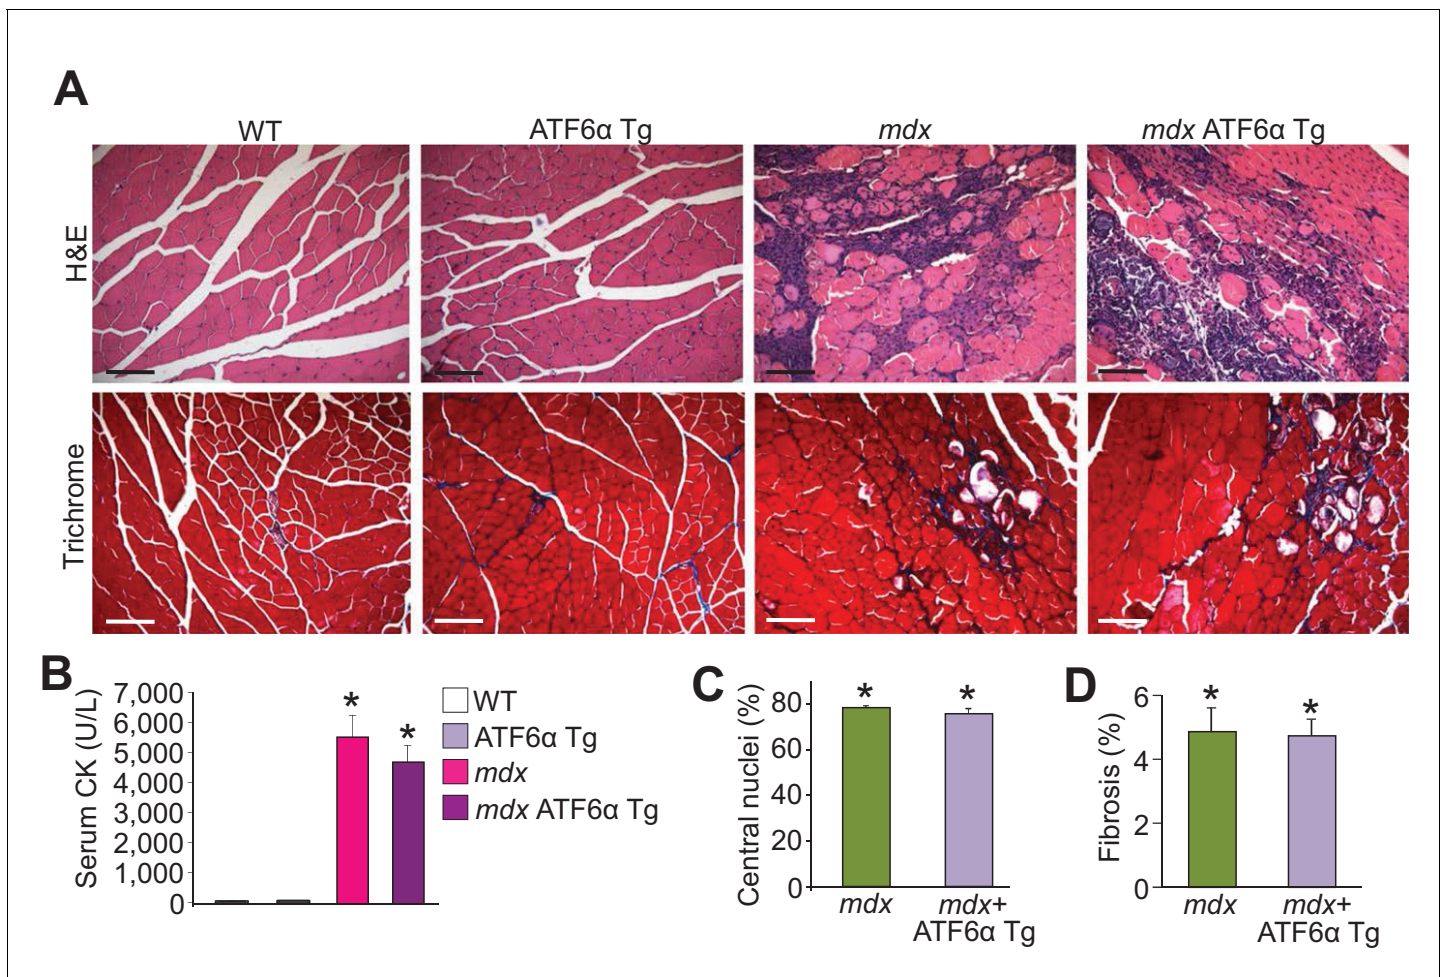 A
WT
ATF6α Tg
mdx
mdx ATF6α Tg
H&E
Trichrome
B
Serum CK (U/L)
7,000
6,000
5,000
4,000
3,000
2,000
1,000
0
*
*
WT
ATF6α Tg
mdx
mdx ATF6α Tg
C
Central nuclei (%)
80
60
40
20
0
*
*
mdx
mdx+
ATF6α Tg
D
Fibrosis (%)
6
4
2
0
*
*
mdx
mdx+
ATF6α Tg